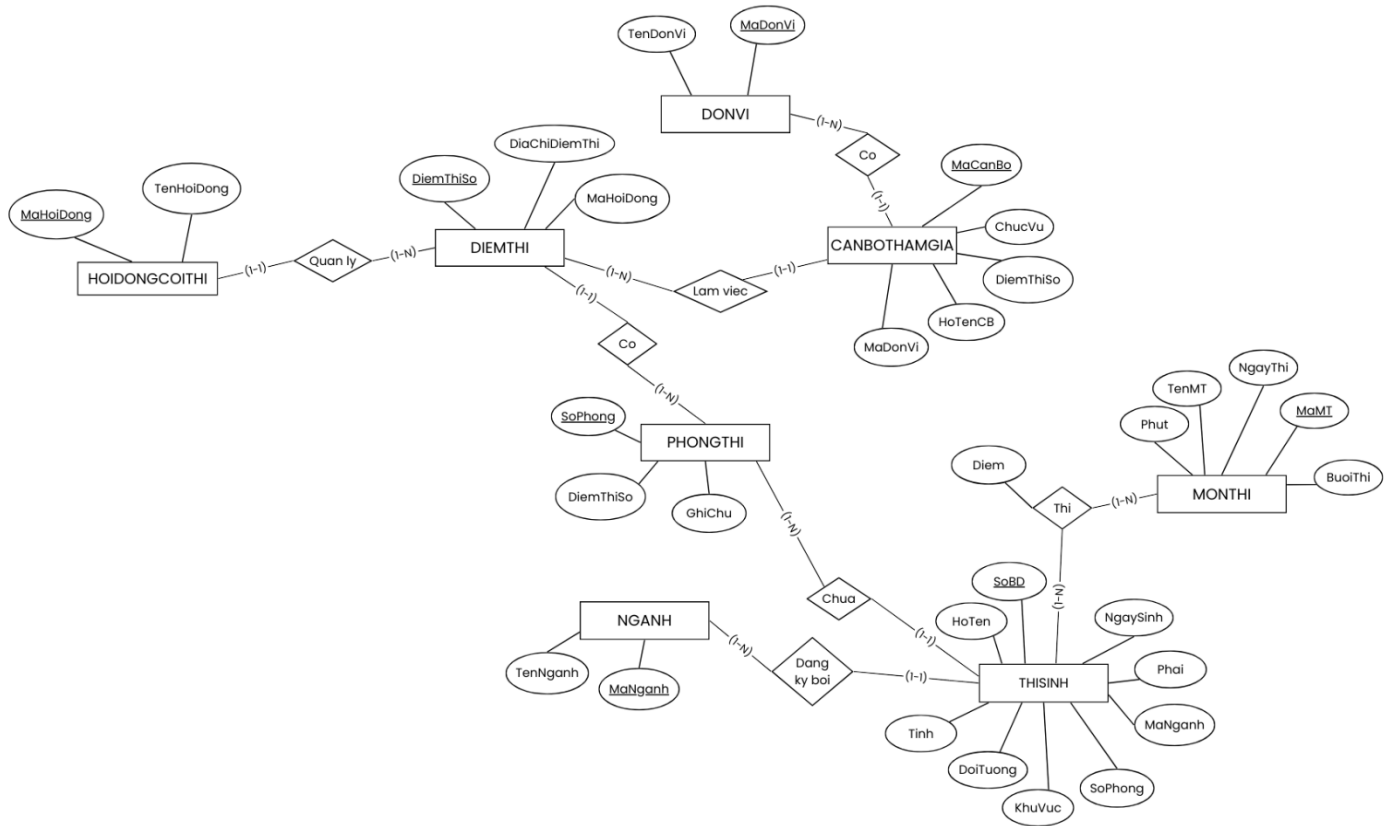 TenDonVi
MaDonVi
DONVI
(1-N)
Co
(1-1)
DiaChiDiemThi
DiemThiSo
MaHoiDong
TenHoiDong
MaHoiDong
HOIDONGCOITHI
(1-1)
Quan ly
(1-N)
DIEMTHI
(1-N)
Lam viec
(1-1)
CANBOTHAMGIA
MaCanBo
ChucVu
DiemThiSo
HoTenCB
MaDonVi
(1-1)
Co
(1-N)
SoPhong
PHONGTHI
DiemThiSo
GhiChu
(1-N)
Chua
(1-1)
NgayThi
TenMT
MaMT
Phut
BuoiThi
MONTHI
Diem
Thi
(1-N)
(1-N)
NGANH
TenNganh
MaNganh
(1-N)
Dang
ky boi
(1-1)
SoBD
HoTen
NgaySinh
THISINH
Phai
MaNganh
Tinh
DoiTuong
KhuVuc
SoPhong